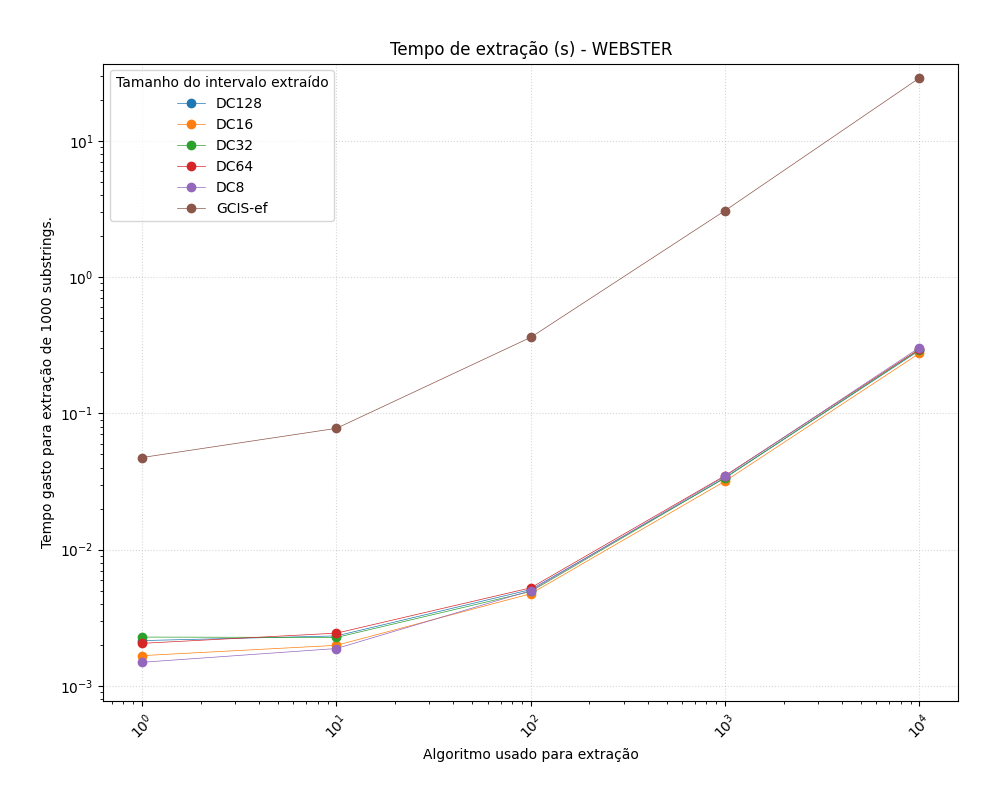 Tempo de extração (s) - WEBSTER
Tamanho do intervalo extraído
DC128
DC16
DC32
DC64
DC8
GCIS-ef
Tempo gasto para extração de 1000 substrings.
10¹
10⁰
10⁻¹
10⁻²
10⁻³
10⁰
10¹
10²
10³
10⁴
Algoritmo usado para extração